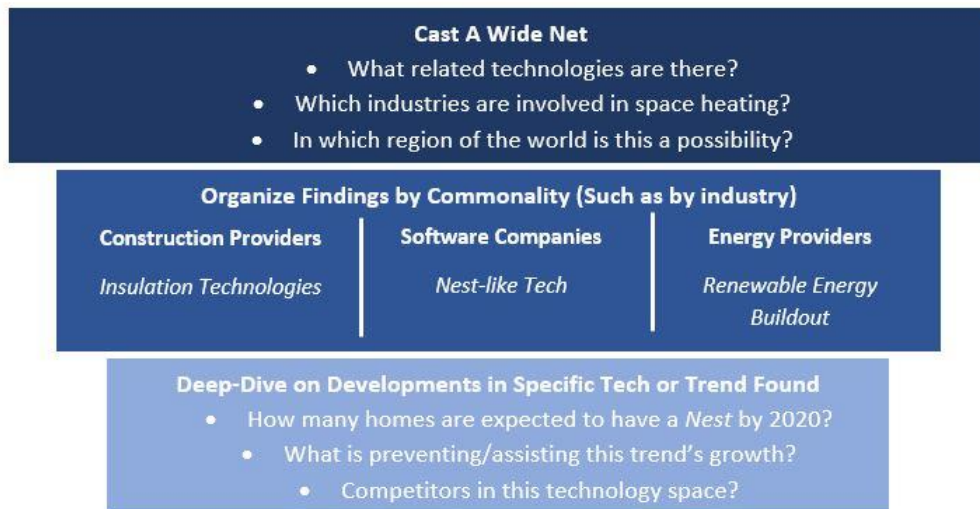 Cast A Wide Net
• What related technologies are there?
• Which industries are involved in space heating?
• In which region of the world is this a possibility?
Organize Findings by Commonality (Such as by industry)
Construction Providers
Insulation Technologies
Software Companies
Nest-like Tech
Energy Providers
Renewable Energy
Buildout
Deep-Dive on Developments in Specific Tech or Trend Found
• How many homes are expected to have a Nest by 2020?
• What is preventing/assisting this trend's growth?
• Competitors in this technology space?